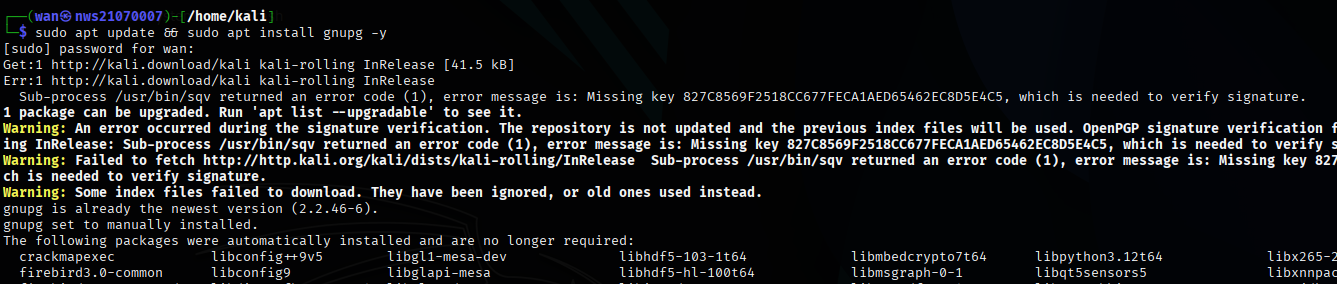 ┌──(wan㉿nws21070007)-[/home/kali]
└─$ sudo apt update && sudo apt install gnupg -y
[sudo] password for wan:
Get:1 http://kali.download/kali kali-rolling InRelease [41.5 kB]
Err:1 http://kali.download/kali kali-rolling InRelease
  Sub-process /usr/bin/sqv returned an error code (1), error message is: Missing key 827C8569F2518CC677FECA1AED65462EC8D5E4C5, which is needed to verify signature.
1 package can be upgraded. Run 'apt list --upgradable' to see it.
Warning: An error occurred during the signature verification. The repository is not updated and the previous index files will be used. OpenPGP signature verification f
ing InRelease: Sub-process /usr/bin/sqv returned an error code (1), error message is: Missing key 827C8569F2518CC677FECA1AED65462EC8D5E4C5, which is needed to verify s
Warning: Failed to fetch http://http.kali.org/kali/dists/kali-rolling/InRelease  Sub-process /usr/bin/sqv returned an error code (1), error message is: Missing key 827
ch is needed to verify signature.
Warning: Some index files failed to download. They have been ignored, or old ones used instead.
gnupg is already the newest version (2.2.46-6).
gnupg set to manually installed.
The following packages were automatically installed and are no longer required:
  crackmapexec libconfig++9v5 libgl1-mesa-dev libhdf5-103-1t64 libmbedcrypto7t64 libpython3.12t64 libx265-2
  firebird3.0-common libconfig9 libglapi-mesa libhdf5-hl-100t64 libmsgraph-0-1 libqt5sensors5 libxnnpac